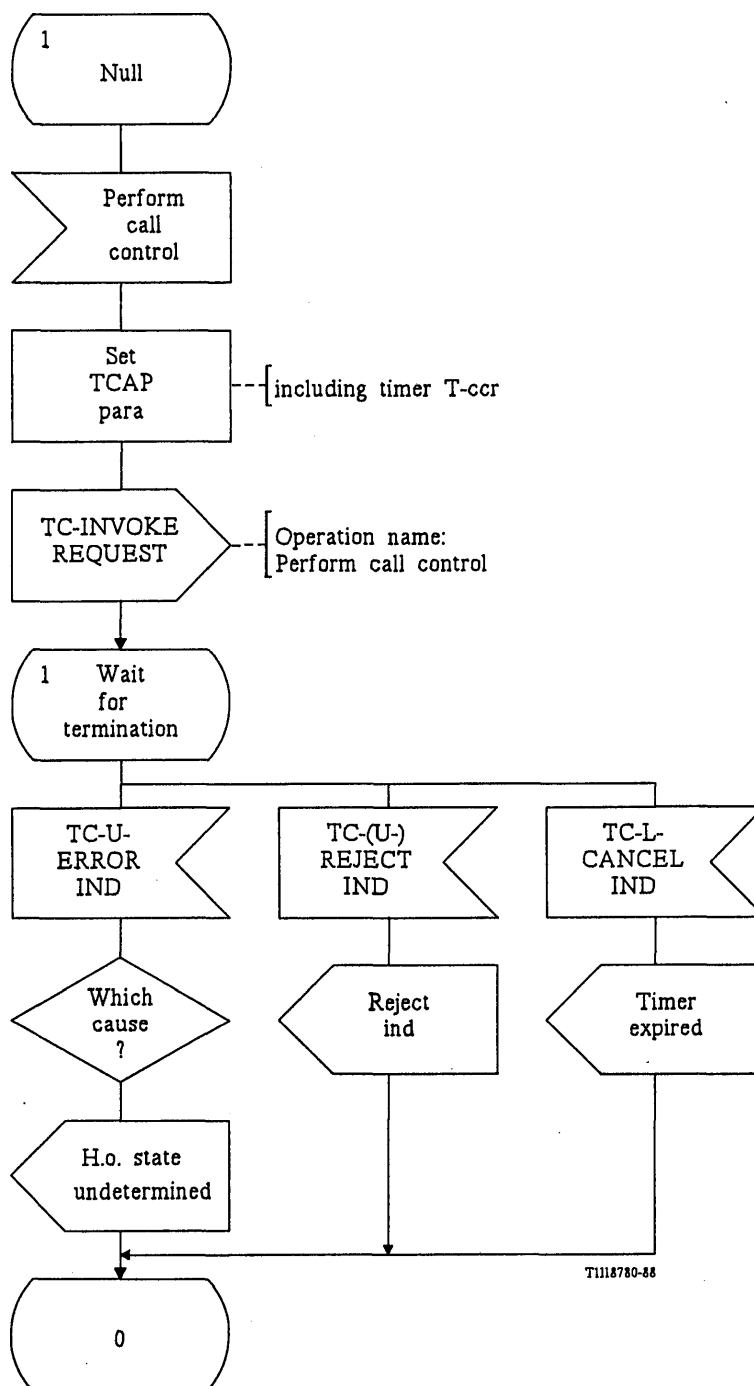 1
Null
Perform
call
control
Set
TCAP
para
including timer T-ccr
TC-INVOKE
REQUEST
Operation name:
Perform call control
1 Wait
for
termination
TC-U-
ERROR
IND
TC-(U-)
REJECT
IND
TC-L-
CANCEL
IND
Which
cause
?
Reject
ind
Timer
expired
H.o. state
undetermined
T1118780-88
0